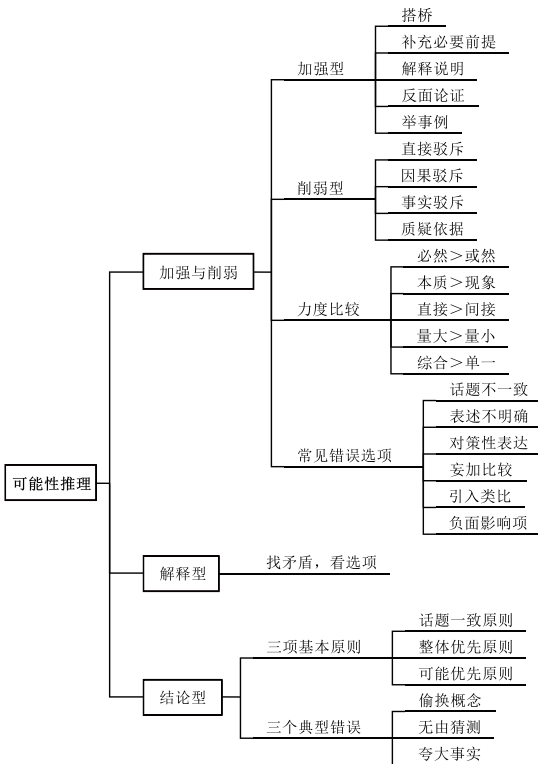 搭桥
补充必要前提
加强型
解释说明
反面论证
举事例
直接驳斥
因果驳斥
削弱型
事实驳斥
质疑依据
加强与削弱
必然＞或然
本质＞现象
力度比较
直接＞间接
量大＞量小
综合＞单一
话题不一致
表述不明确
对策性表达
常见错误选项
妄加比较
引入类比
负面影响项
可能性推理
解释型
找矛盾，看选项
话题一致原则
三项基本原则
整体优先原则
可能优先原则
结论型
偷换概念
三个典型错误
无由猜测
夸大事实